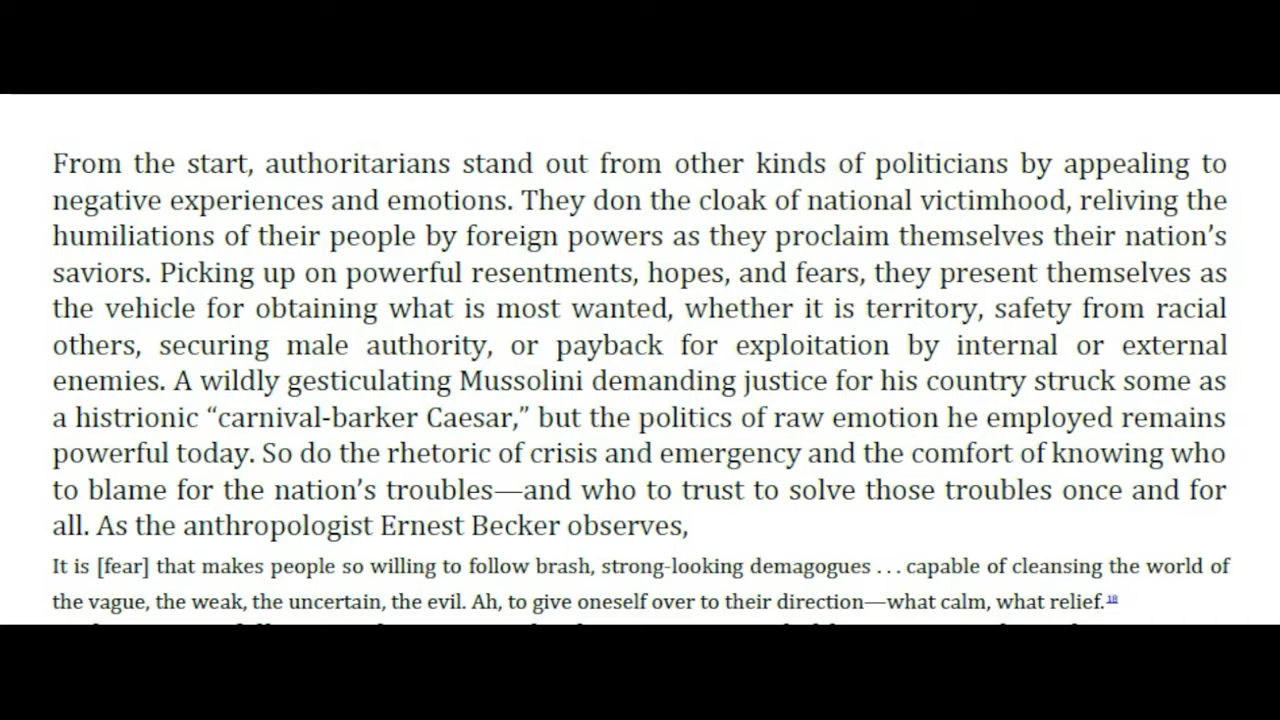 From the start, authoritarians stand out from other kinds of politicians by appealing to
negative experiences and emotions. They don the cloak of national victimhood, reliving the
humiliations of their people by foreign powers as they proclaim themselves their nation’s
saviors. Picking up on powerful resentments, hopes, and fears, they present themselves as
the vehicle for obtaining what is most wanted, whether it is territory, safety from racial
others, securing male authority, or payback for exploitation by internal or external
enemies. A wildly gesticulating Mussolini demanding justice for his country struck some as
a histrionic “carnival-barker Caesar,” but the politics of raw emotion he employed remains
powerful today. So do the rhetoric of crisis and emergency and the comfort of knowing who
to blame for the nation’s troubles—and who to trust to solve those troubles once and for
all. As the anthropologist Ernest Becker observes,
It is [fear] that makes people so willing to follow brash, strong-looking demagogues . . . capable of cleansing the world of
the vague, the weak, the uncertain, the evil. Ah, to give oneself over to their direction—what calm, what relief.18